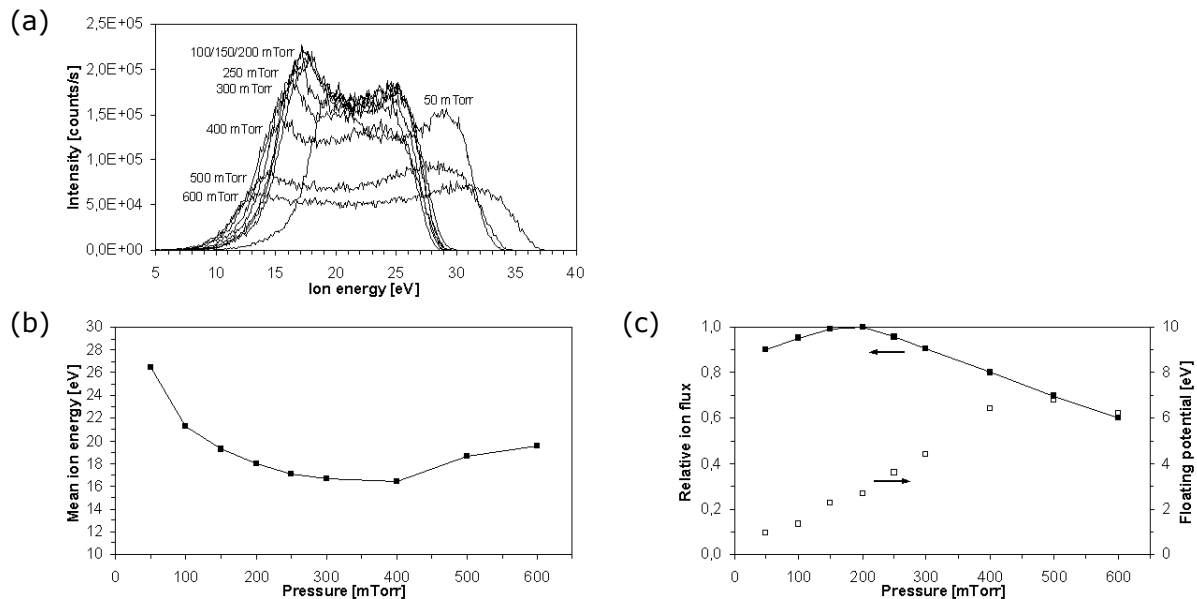 (a)
2,5E+05
2,0E+05
1,5E+05
1,0E+05
5,0E+04
0,0E+00
Intensity [counts/s]
100/150/200 mTorr
250 mTorr
300 mTorr
400 mTorr
500 mTorr
600 mTorr
50 mTorr
5 10 15 20 25 30 35 40
Ion energy [eV]
(b)
30
28
26
24
22
20
18
16
14
12
10
Mean ion energy [eV]
0 100 200 300 400 500 600
Pressure [mTorr]
(c)
1,0
0,8
0,6
0,4
0,2
0,0
Relative ion flux
10
8
6
4
2
0
Floating potential [eV]
0 100 200 300 400 500 600
Pressure [mTorr]